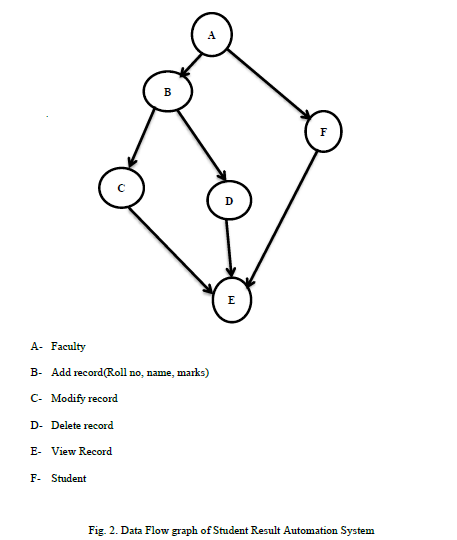 A
B
F
C
D
E
A- Faculty
B- Add record(Roll no, name, marks)
C- Modify record
D- Delete record
E- View Record
F- Student
Fig. 2. Data Flow graph of Student Result Automation System